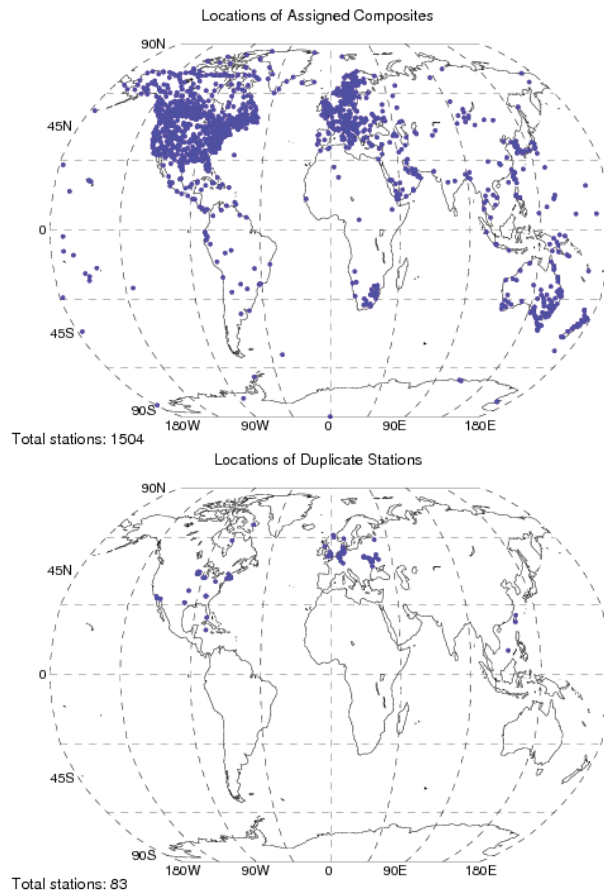 Locations of Assigned Composites
90N
45N
0
45S
90S
180W 90W 0 90E 180E
Total stations: 1504
Locations of Duplicate Stations
90N
45N
0
45S
90S
180W 90W 0 90E 180E
Total stations: 83